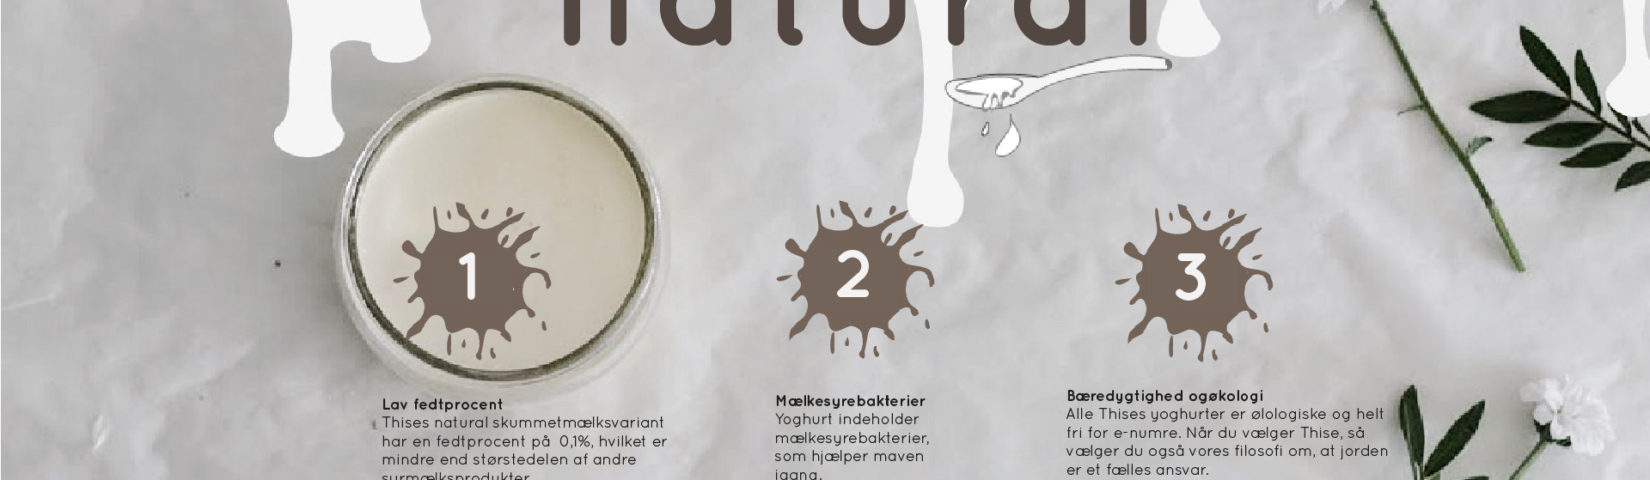 natural
1
2
3
Lav fedtprocent
Thises natural skummetmælksvariant
har en fedtprocent på 0,1%, hvilket er
mindre end størstedelen af andre
surmælksprodukter
Mælkesyrebakterier
Yoghurt indeholder
mælkesyrebakterier,
som hjælper maven
igang.
Bæredygtighed ogøkologi
Alle Thises yoghurter er ølølogiske og helt
fri for e-numre. Når du vælger Thise, så
vælger du også vores filosofi om, at jorden
er et fælles ansvar.